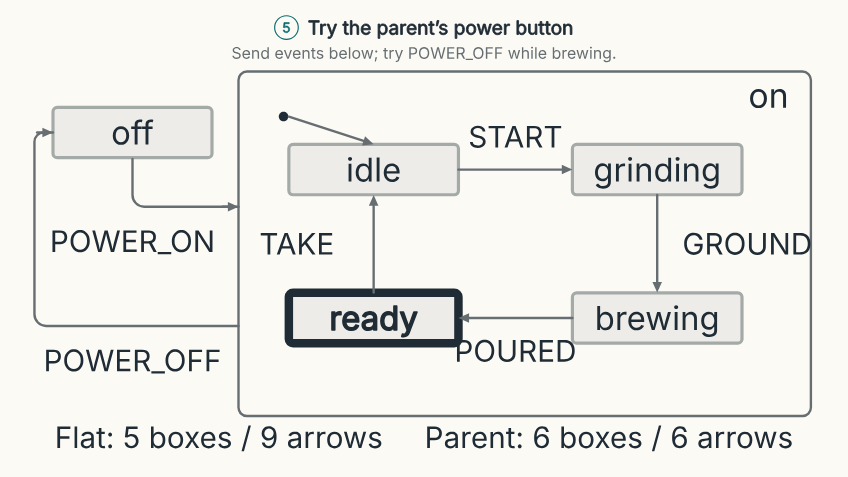 5 Try the parent's power button
Send events below; try POWER_OFF while brewing.
on
off
idle
START
grinding
POWER_ON
TAKE
GROUND
ready
brewing
POURED
POWER_OFF
Flat: 5 boxes / 9 arrows
Parent: 6 boxes / 6 arrows